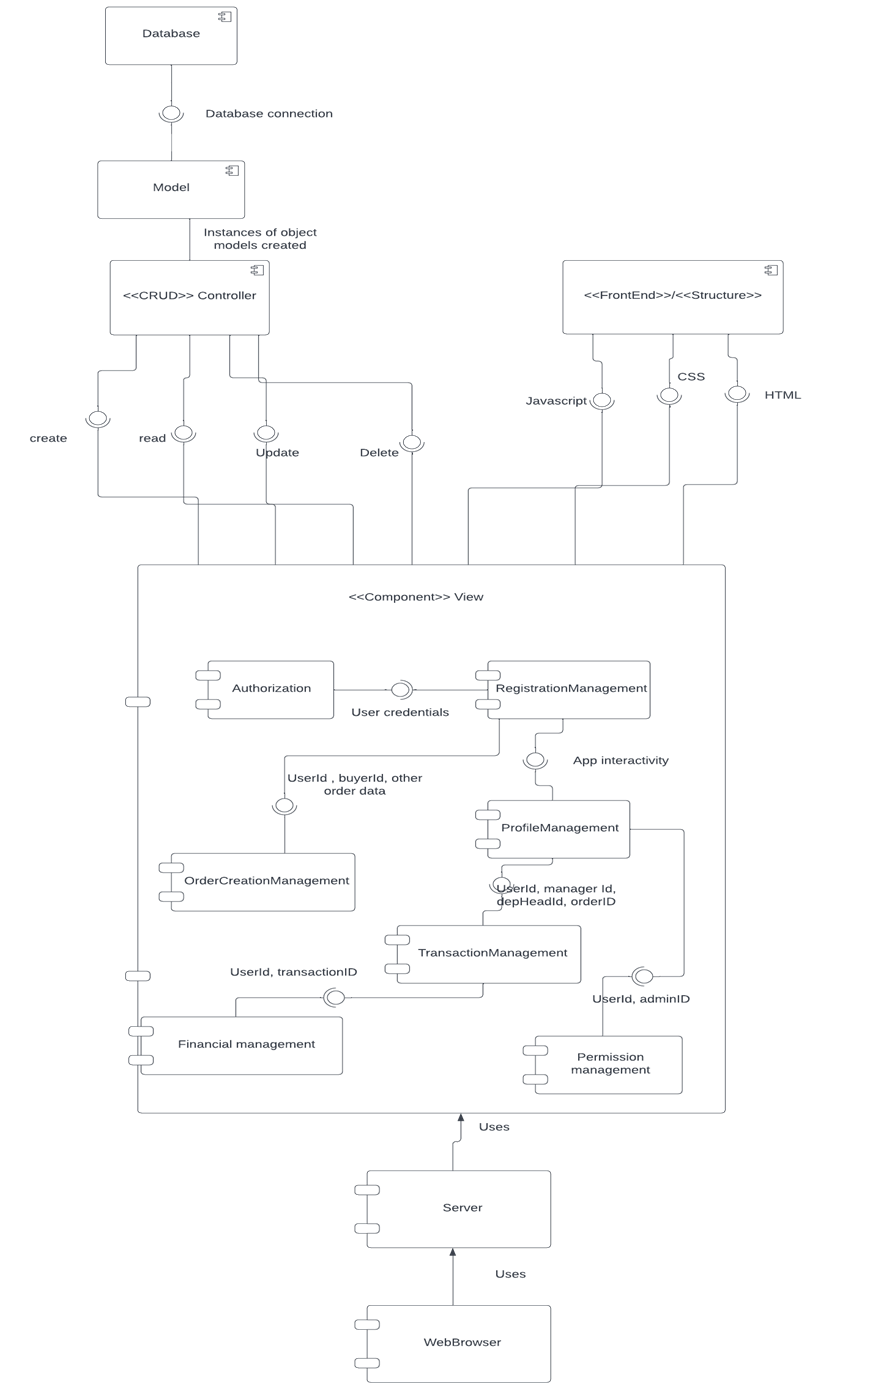 Database
Database connection
Model
Instances of object
models created
<<CRUD>> Controller
<<FrontEnd>>/<<Structure>>
CSS
Javascript
HTML
create
read
Update
Delete
<<Component>> View
Authorization
RegistrationManagement
User credentials
App interactivity
UserId , buyerId, other
order data
ProfileManagement
OrderCreationManagement
UserId, manager Id,
depHeadId, orderID
TransactionManagement
UserId, transactionID
UserId, adminID
Financial management
Permission
management
Uses
Server
Uses
WebBrowser